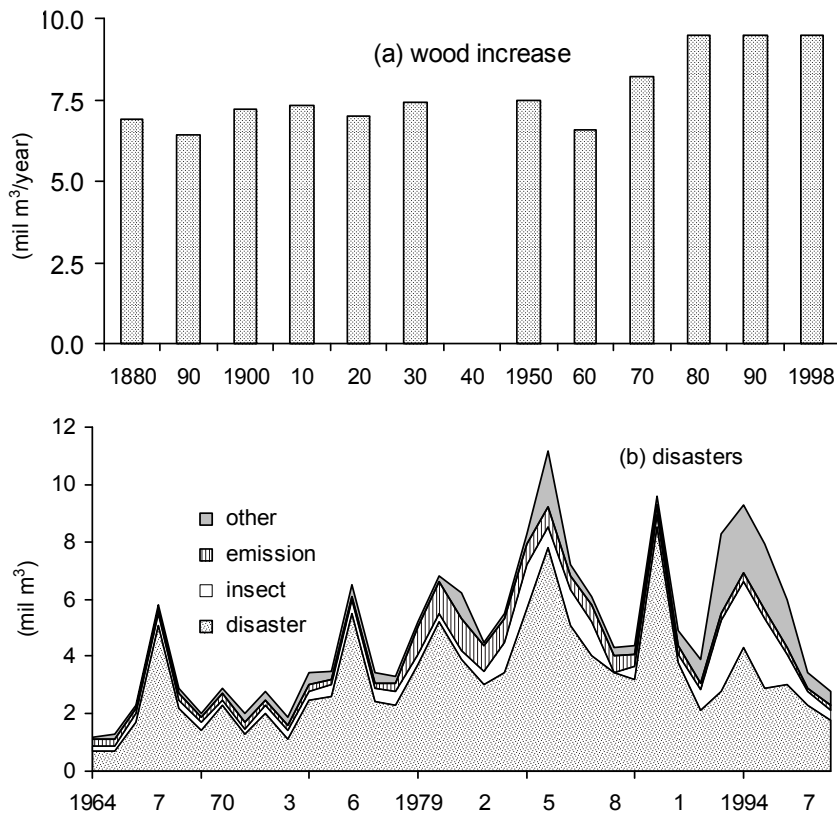 10.0
(a) wood increase
7.5
5.0
2.5
0.0
(mil m³/year)
1880 90 1900 10 20 30 40 1950 60 70 80 90 1998
12
(b) disasters
10
8
6
4
2
0
(mil m³)
other
emission
insect
disaster
1964 7 70 3 6 1979 2 5 8 1 1994 7